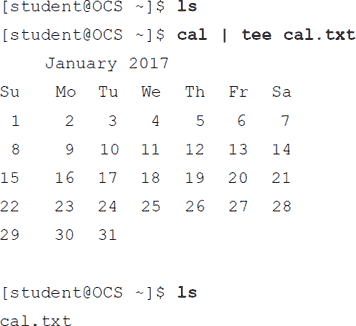 [student@OCS ~]$ ls
[student@OCS ~]$ cal | tee cal.txt
January 2017
Su Mo Tu We Th Fr Sa
1 2 3 4 5 6 7
8 9 10 11 12 13 14
15 16 17 18 19 20 21
22 23 24 25 26 27 28
29 30 31
[student@OCS ~]$ ls
cal.txt